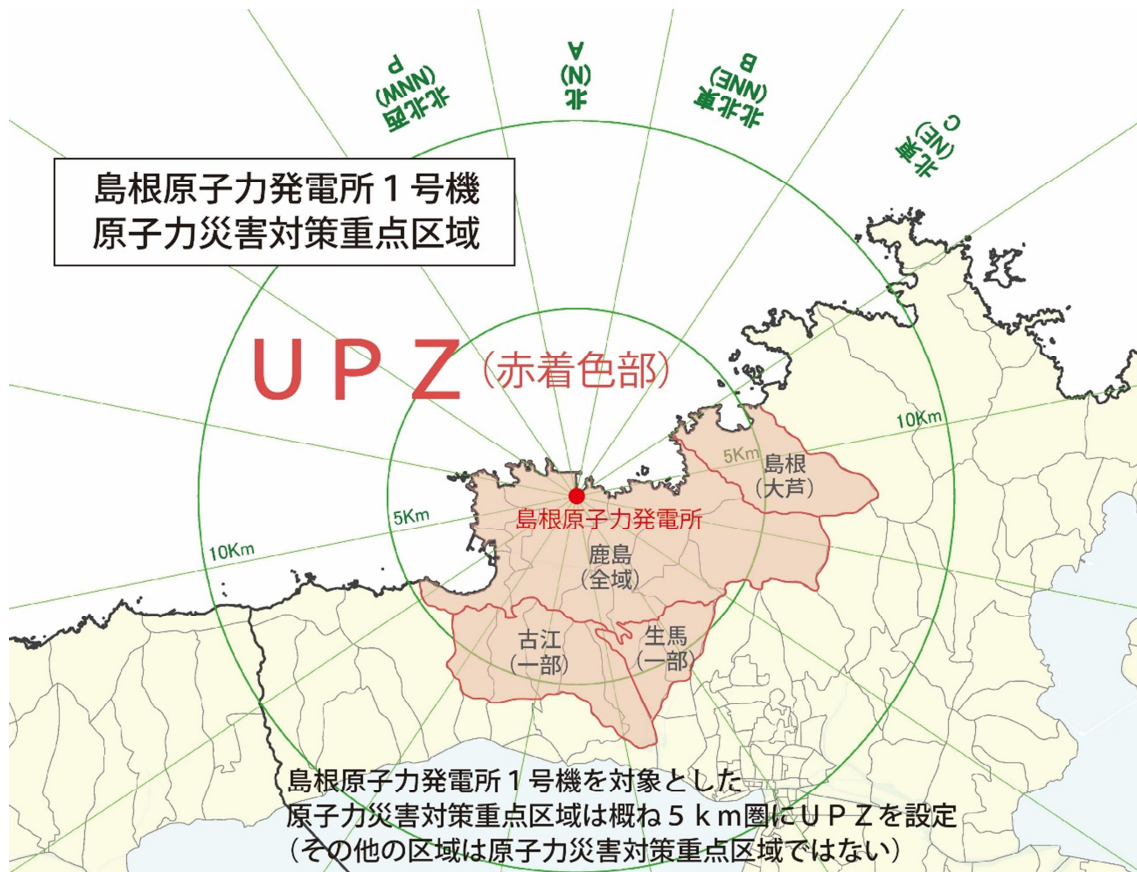 北北西
(NNW)
P
北
(N)
A
北北東
(NNE)
B
北東
(NE)
C
島根原子力発電所１号機
原子力災害対策重点区域
ＵＰＺ(赤着色部)
10Km
5Km
島根
(大芦)
5Km
島根原子力発電所
10Km
鹿島
(全域)
古江
(一部)
生馬
(一部)
島根原子力発電所１号機を対象とした
原子力災害対策重点区域は概ね５ｋｍ圏にＵＰＺを設定
（その他の区域は原子力災害対策重点区域ではない）